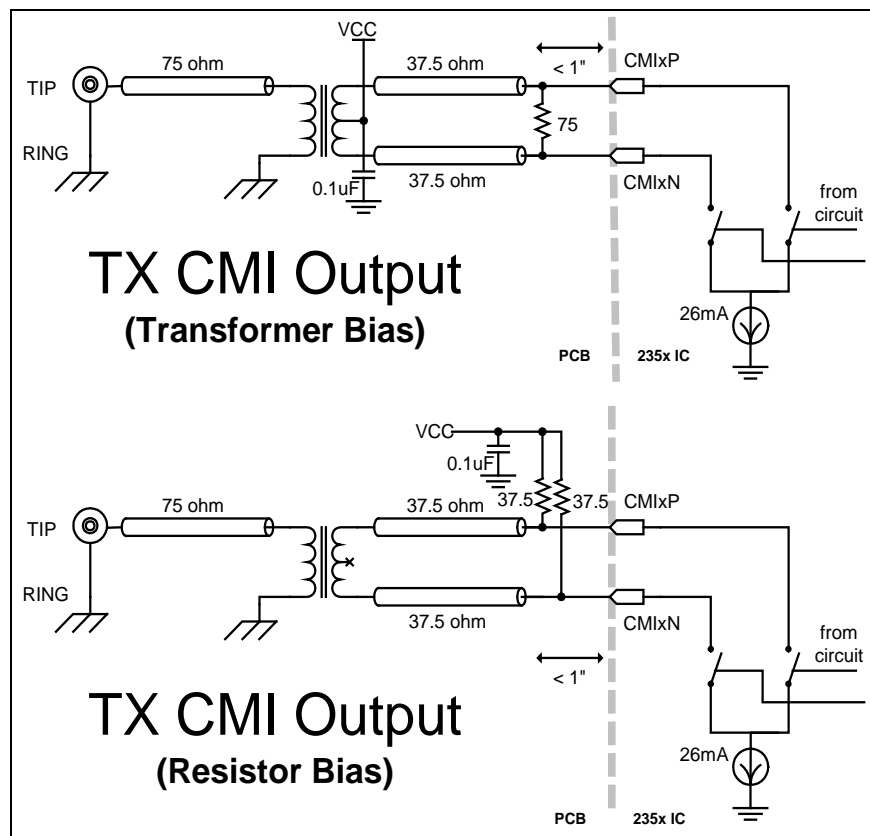 VCC
75 ohm
37.5 ohm
< 1"
CMIxP
TIP
75
RING
0.1uF
37.5 ohm
CMIxN
from
circuit
TX CMI Output
(Transformer Bias)
26mA
PCB
235x IC
VCC
0.1uF
37.5
37.5
75 ohm
37.5 ohm
CMIxP
TIP
RING
37.5 ohm
CMIxN
< 1"
from
circuit
TX CMI Output
(Resistor Bias)
26mA
PCB
235x IC